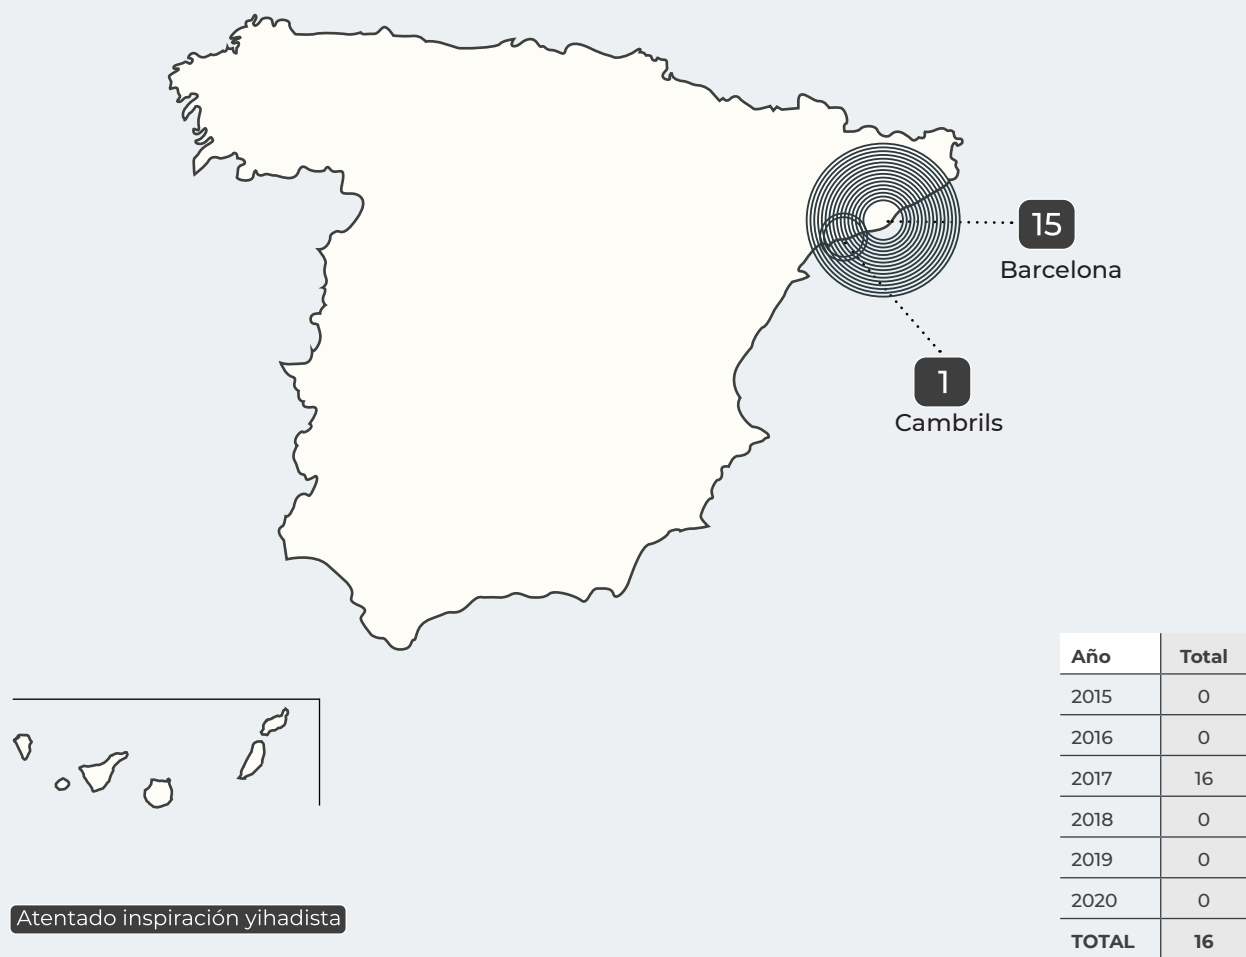 15
Barcelona
1
Cambrils
Año Total
2015 0
2016 0
2017 16
2018 0
2019 0
2020 0
TOTAL 16
Atentado inspiración yihadista